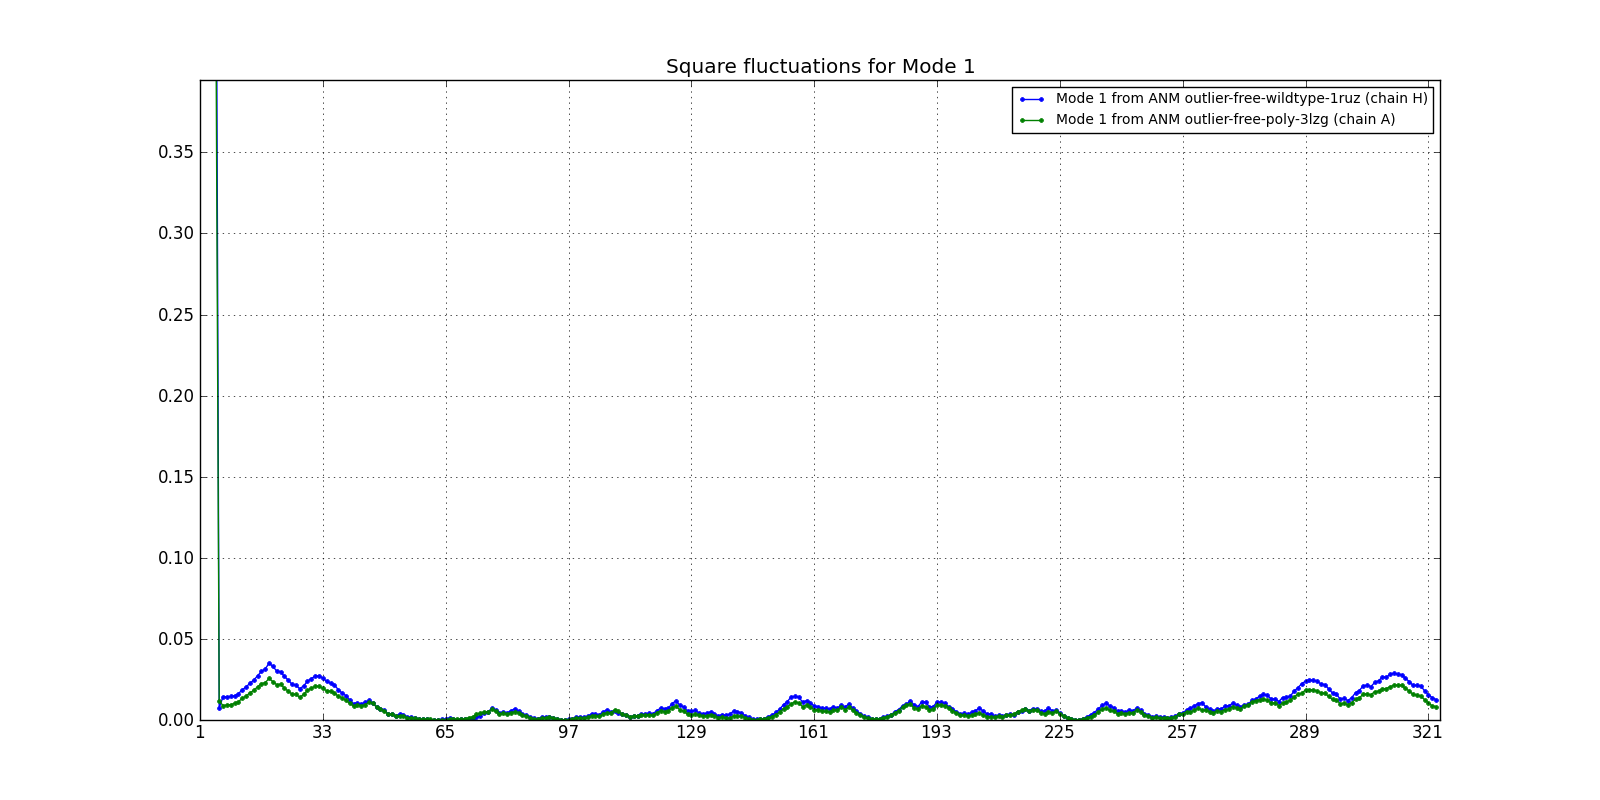 Square fluctuations for Mode 1
Mode 1 from ANM outlier-free-wildtype-1ruz (chain H)
Mode 1 from ANM outlier-free-poly-3lzg (chain A)
0.35
0.30
0.25
0.20
0.15
0.10
0.05
0.00
1 33 65 97 129 161 193 225 257 289 321